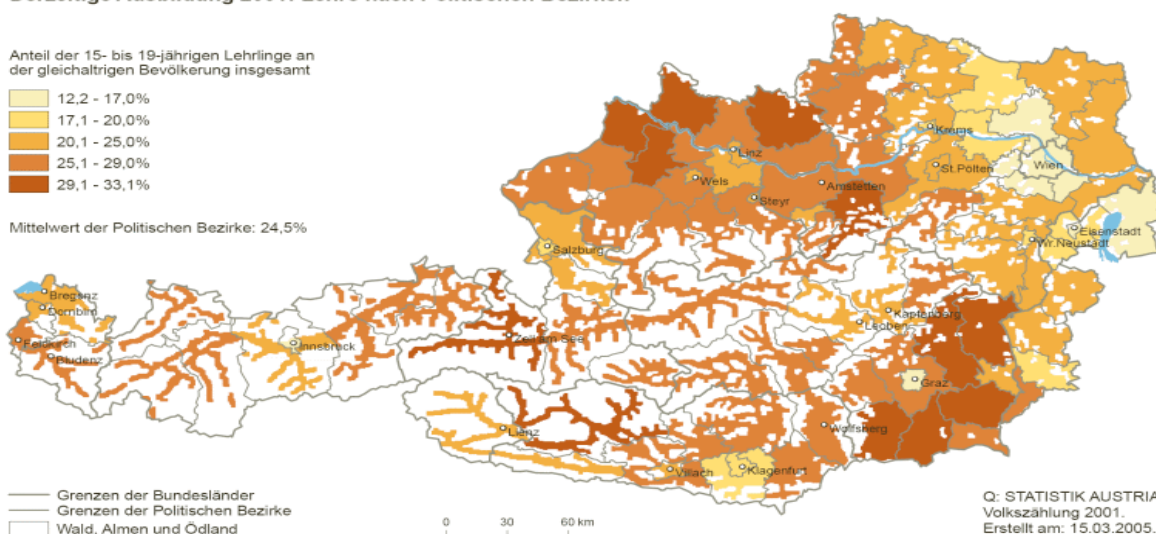 Anteil der 15- bis 19-jährigen Lehrlinge an
der gleichaltrigen Bevölkerung insgesamt
12,2 - 17,0%
17,1 - 20,0%
20,1 - 25,0%
25,1 - 29,0%
29,1 - 33,1%
Mittelwert der Politischen Bezirke: 24,5%
Krems
Linz
Wien
St.Pölten
Wels
Amstetten
Steyr
Eisenstadt
Wr.Neustadt
Salzburg
Bregenz
Dornbirn
Kapfenberg
Leoben
Feldkirch
Innsbruck
Zell am See
Bludenz
Graz
Lienz
Wolfsberg
Villach
Klagenfurt
Grenzen der Bundesländer
Grenzen der Politischen Bezirke
Wald, Almen und Ödland
0 30 60 km
Q: STATISTIK AUSTRIA
Volkszählung 2001.
Erstellt am: 15.03.2005.